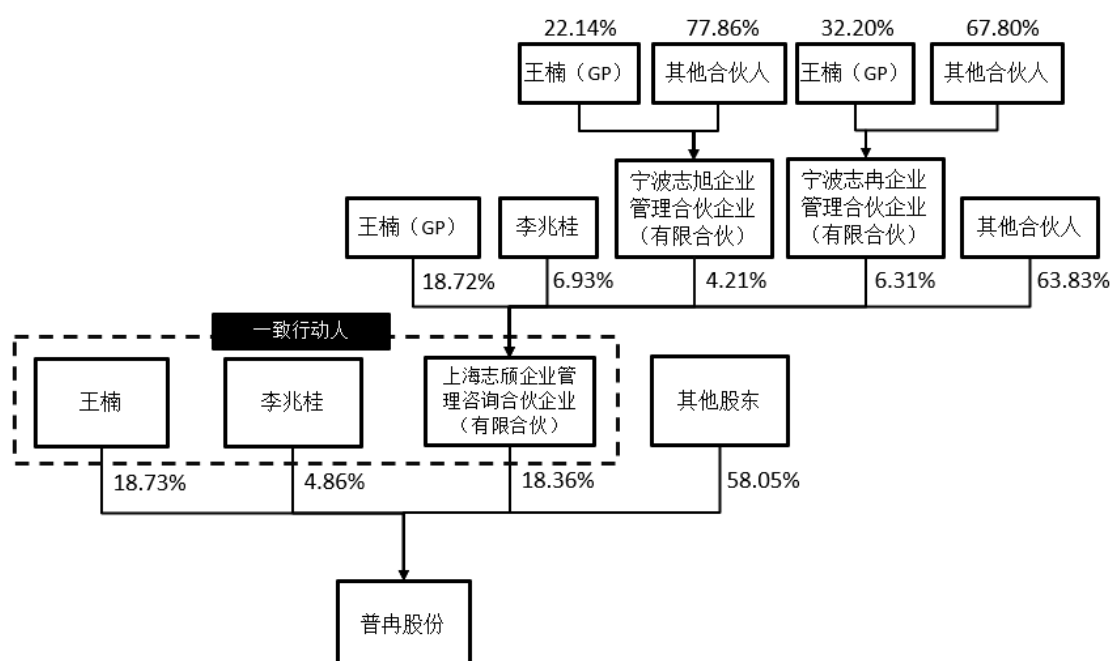 22.14%
77.86%
32.20%
67.80%
王楠（GP）
其他合伙人
王楠（GP）
其他合伙人
宁波志旭企业
管理合伙企业
（有限合伙）
宁波志冉企业
管理合伙企业
（有限合伙）
王楠（GP）
李兆桂
其他合伙人
18.72%
6.93%
4.21%
6.31%
63.83%
一致行动人
王楠
李兆桂
上海志颀企业管
理咨询合伙企业
（有限合伙）
其他股东
18.73%
4.86%
18.36%
58.05%
普冉股份